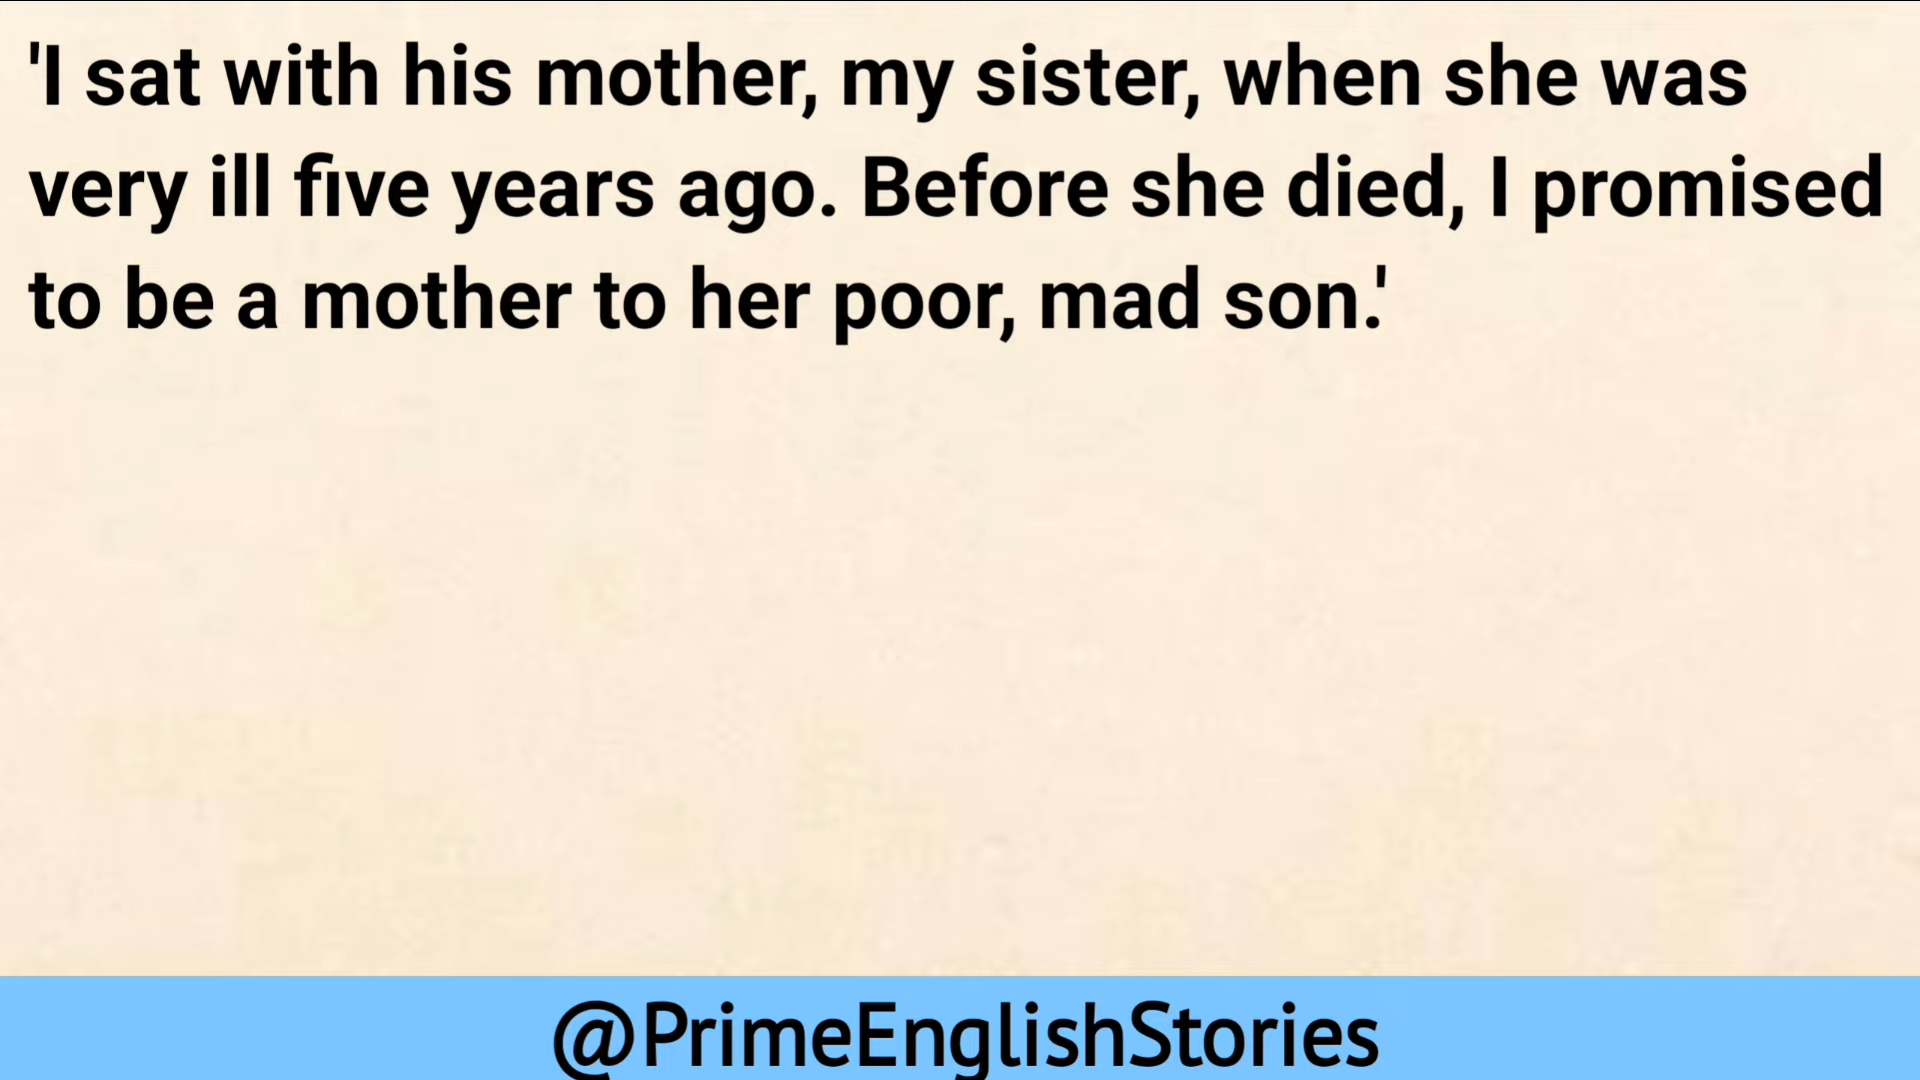 'I sat with his mother, my sister, when she was
very ill five years ago. Before she died, I promised
to be a mother to her poor, mad son.'
@PrimeEnglishStories